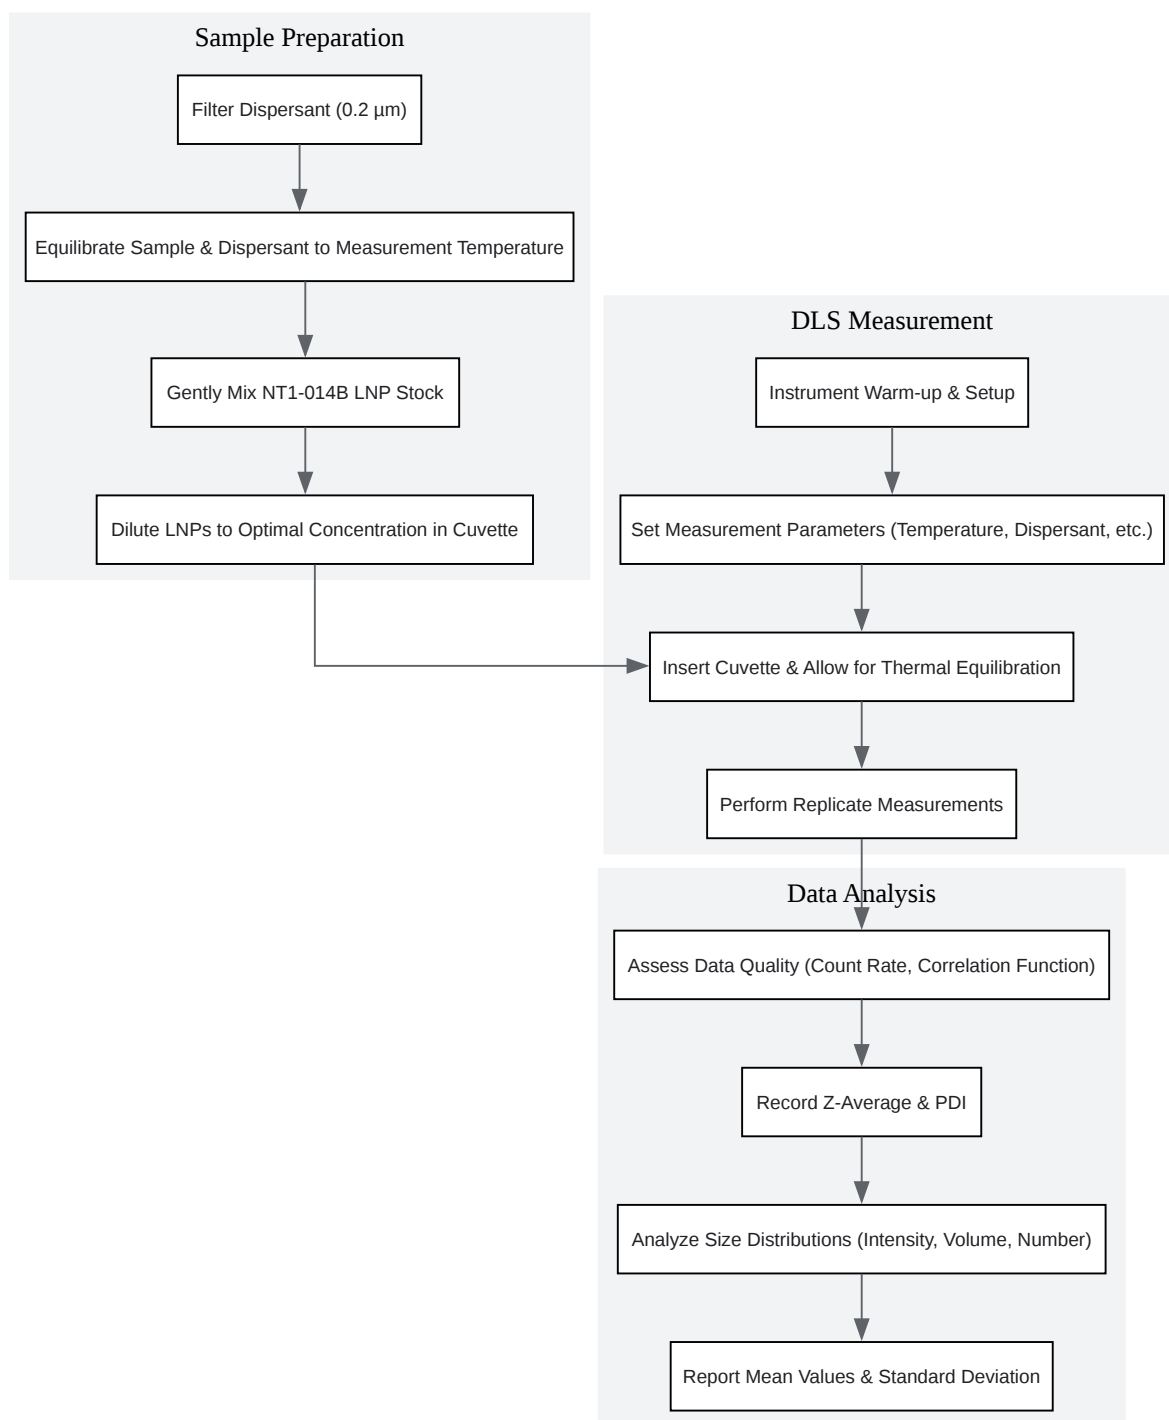 Sample Preparation
Filter Dispersant (0.2 µm)
Equilibrate Sample & Dispersant to Measurement Temperature
Gently Mix NT1-014B LNP Stock
Dilute LNPs to Optimal Concentration in Cuvette
DLS Measurement
Instrument Warm-up & Setup
Set Measurement Parameters (Temperature, Dispersant, etc.)
Insert Cuvette & Allow for Thermal Equilibration
Perform Replicate Measurements
Data Analysis
Assess Data Quality (Count Rate, Correlation Function)
Record Z-Average & PDI
Analyze Size Distributions (Intensity, Volume, Number)
Report Mean Values & Standard Deviation